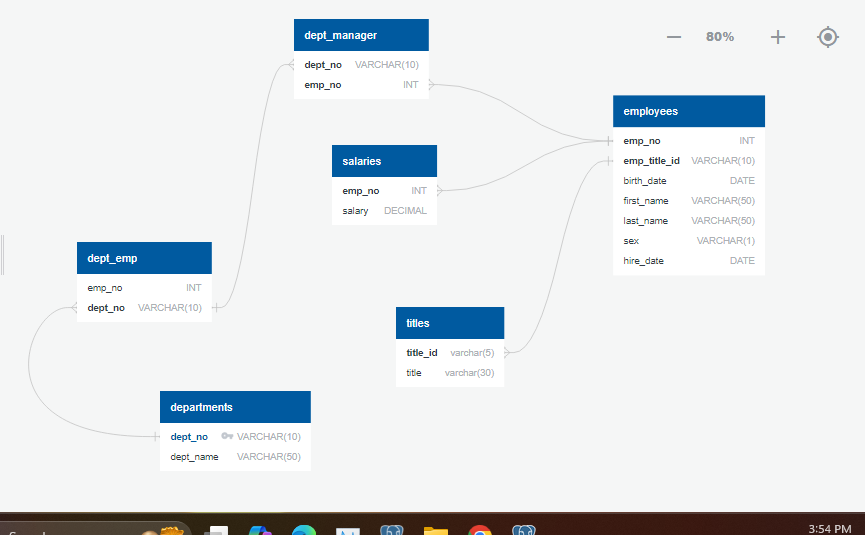 dept_manager
dept_no VARCHAR(10)
emp_no INT
80%
employees
emp_no INT
emp_title_id VARCHAR(10)
birth_date DATE
first_name VARCHAR(50)
last_name VARCHAR(50)
sex VARCHAR(1)
hire_date DATE
salaries
emp_no INT
salary DECIMAL
dept_emp
emp_no INT
dept_no VARCHAR(10)
titles
title_id varchar(5)
title varchar(30)
departments
dept_no VARCHAR(10)
dept_name VARCHAR(50)
3:54 PM